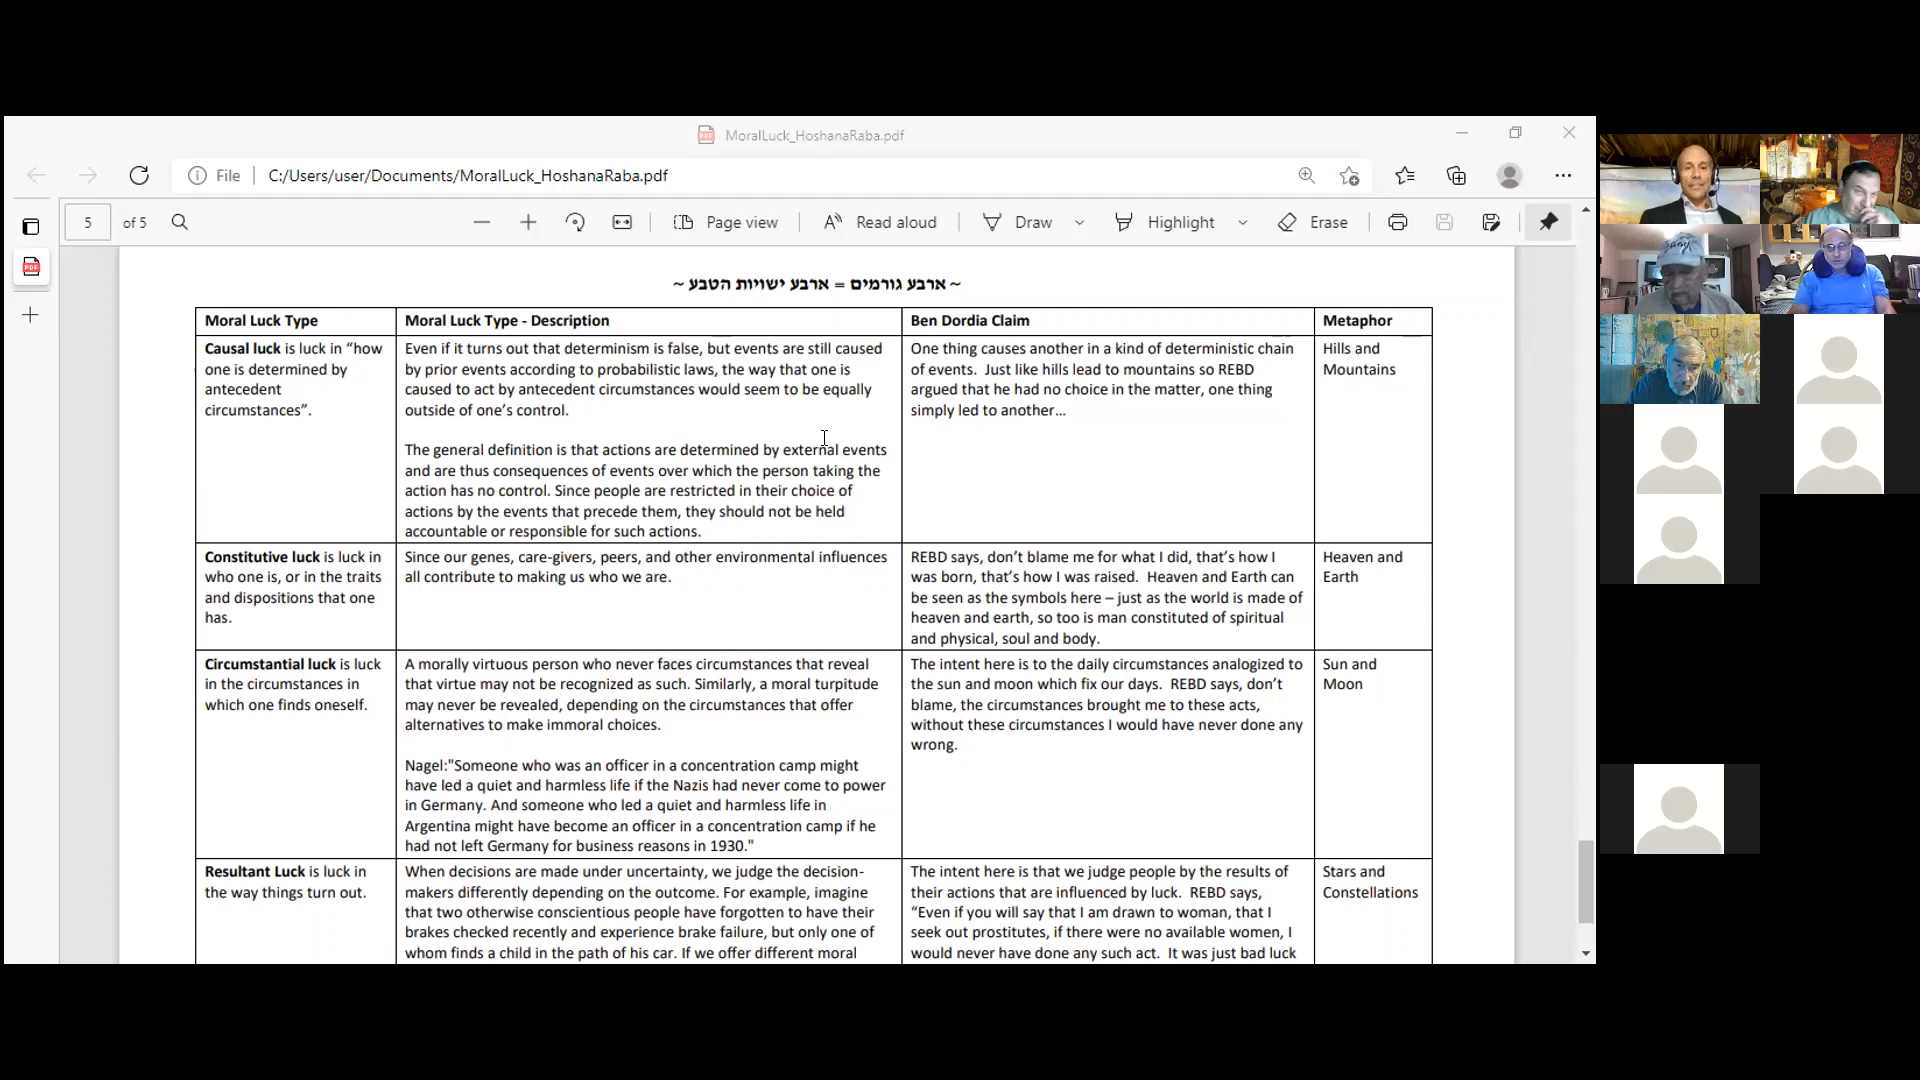 MoralLuck_HoshanaRaba.pdf
File
C:/Users/user/Documents/MoralLuck_HoshanaRaba.pdf
5 of 5
Page view
Read aloud
Draw
Highlight
Erase
~ ארבע גורמים = ארבע ישויות הטבע ~
Moral Luck Type
Moral Luck Type - Description
Ben Dordia Claim
Metaphor
Causal luck is luck in “how
one is determined by
antecedent
circumstances”.
Even if it turns out that determinism is false, but events are still caused
by prior events according to probabilistic laws, the way that one is
caused to act by antecedent circumstances would seem to be equally
outside of one’s control.
The general definition is that actions are determined by external events
and are thus consequences of events over which the person taking the
action has no control. Since people are restricted in their choice of
actions by the events that precede them, they should not be held
accountable or responsible for such actions.
One thing causes another in a kind of deterministic chain
of events.  Just like hills lead to mountains so REBD
argued that he had no choice in the matter, one thing
simply led to another…
Hills and
Mountains
Constitutive luck is luck in
who one is, or in the traits
and dispositions that one
has.
Since our genes, care-givers, peers, and other environmental influences
all contribute to making us who we are.
REBD says, don’t blame me for what I did, that’s how I
was born, that’s how I was raised.  Heaven and Earth can
be seen as the symbols here – just as the world is made of
heaven and earth, so too is man constituted of spiritual
and physical, soul and body.
Heaven and
Earth
Circumstantial luck is luck
in the circumstances in
which one finds oneself.
A morally virtuous person who never faces circumstances that reveal
that virtue may not be recognized as such. Similarly, a moral turpitude
may never be revealed, depending on the circumstances that offer
alternatives to make immoral choices.
Nagel:"Someone who was an officer in a concentration camp might
have led a quiet and harmless life if the Nazis had never come to power
in Germany. And someone who led a quiet and harmless life in
Argentina might have become an officer in a concentration camp if he
had not left Germany for business reasons in 1930."
The intent here is to the daily circumstances analogized to
the sun and moon which fix our days.  REBD says, don’t
blame, the circumstances brought me to these acts,
without these circumstances I would have never done any
wrong.
Sun and
Moon
Resultant Luck is luck in
the way things turn out.
When decisions are made under uncertainty, we judge the decision-
makers differently depending on the outcome. For example, imagine
that two otherwise conscientious people have forgotten to have their
brakes checked recently and experience brake failure, but only one of
whom finds a child in the path of his car. If we offer different moral
The intent here is that we judge people by the results of
their actions that are influenced by luck.  REBD says,
“Even if you will say that I am drawn to woman, that I
seek out prostitutes, if there were no available women, I
would never have done any such act.  It was just bad luck
Stars and
Constellations